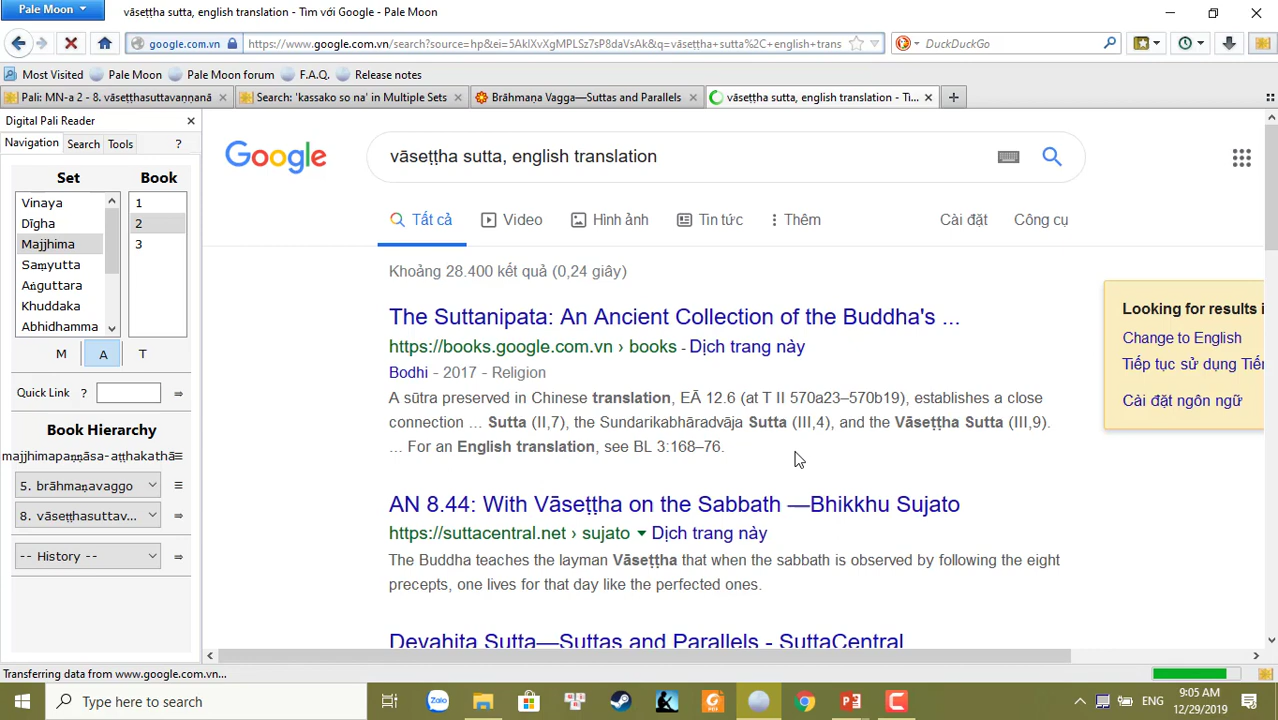 Pale Moon
vāseṭṭha sutta, english translation - Tìm với Google - Pale Moon
google.com.vn
https://www.google.com.vn/search?source=hp&ei=5AkIXvXgMPLSz7sP8daVsAk&q=vāseṭṭha+sutta%2C+english+trans
DuckDuckGo
Most Visited
Pale Moon
Pale Moon forum
F.A.Q.
Release notes
Pali: MN-a 2 - 8. vāseṭṭhasuttavaṇṇanā
Search: 'kassako so na' in Multiple Sets
Brāhmaṇa Vagga—Suttas and Parallels
vāseṭṭha sutta, english translation - Ti...
Digital Pali Reader
Navigation
Search
Tools
?
Set
Book
Vinaya
Dīgha
Majjhima
Saṃyutta
Aṅguttara
Khuddaka
Abhidhamma
1
2
3
M
A
T
Quick Link
?
⇒
Book Hierarchy
majjhimapaṇṇāsa-aṭṭhakathā
≡
5. brāhmaṇavaggo
≡
8. vāseṭṭhasuttav...
⇒
-- History --
⇒
Google
vāseṭṭha sutta, english translation
Tất cả
Video
Hình ảnh
Tin tức
Thêm
Cài đặt
Công cụ
Khoảng 28.400 kết quả (0,24 giây)
The Suttanipata: An Ancient Collection of the Buddha's ...
https://books.google.com.vn › books - Dịch trang này
Bodhi - 2017 - Religion
A sūtra preserved in Chinese translation, EĀ 12.6 (at T II 570a23–570b19), establishes a close
connection ... Sutta (II,7), the Sundarikabhāradvāja Sutta (III,4), and the Vāseṭṭha Sutta (III,9).
... For an English translation, see BL 3:168–76.
AN 8.44: With Vāseṭṭha on the Sabbath —Bhikkhu Sujato
https://suttacentral.net › sujato
Dịch trang này
The Buddha teaches the layman Vāseṭṭha that when the sabbath is observed by following the eight
precepts, one lives for that day like the perfected ones.
Devahita Sutta—Suttas and Parallels - SuttaCentral
Looking for results i
Change to English
Tiếp tục sử dụng Tiế
Cài đặt ngôn ngữ
Transferring data from www.google.com.vn...
Type here to search
Zalo
ENG
9:05 AM
12/29/2019